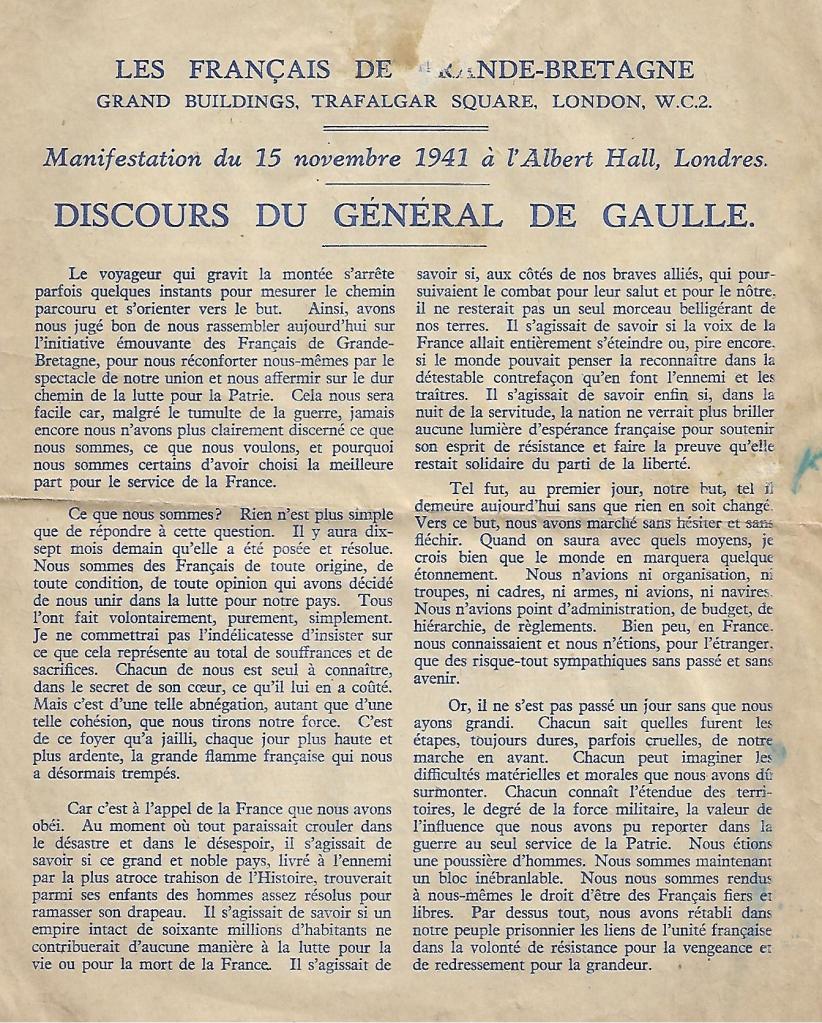 LES FRANÇAIS DE GRANDE-BRETAGNE
GRAND BUILDINGS, TRAFALGAR SQUARE, LONDON, W.C.2.
Manifestation du 15 novembre 1941 à l'Albert Hall, Londres.
DISCOURS DU GÉNÉRAL DE GAULLE.
Le voyageur qui gravit la montée s'arrête
parfois quelques instants pour mesurer le chemin
parcouru et s'orienter vers le but. Ainsi, avons
nous jugé bon de nous rassembler aujourd'hui sur
l'initiative émouvante des Français de Grande-
Bretagne, pour nous réconforter nous-mêmes par le
spectacle de notre union et nous affermir sur le dur
chemin de la lutte pour la Patrie. Cela nous sera
facile car, malgré le tumulte de la guerre, jamais
encore nous n'avons plus clairement discerné ce que
nous sommes, ce que nous voulons, et pourquoi
nous sommes certains d'avoir choisi la meilleure
part pour le service de la France.
Ce que nous sommes? Rien n'est plus simple
que de répondre à cette question. Il y aura dix-
sept mois demain qu'elle a été posée et résolue.
Nous sommes des Français de toute origine, de
toute condition, de toute opinion qui avons décidé
de nous unir dans la lutte pour notre pays. Tous
l'ont fait volontairement, purement, simplement.
Je ne commettrai pas l'indélicatesse d'insister sur
ce que cela représente au total de souffrances et de
sacrifices. Chacun de nous est seul à connaître,
dans le secret de son cœur, ce qu'il lui en a coûté.
Mais c'est d'une telle abnégation, autant que d'une
telle cohésion, que nous tirons notre force. C'est
de ce foyer qu'a jailli, chaque jour plus haute et
plus ardente, la grande flamme française qui nous
a désormais trempés.
Car c'est à l'appel de la France que nous avons
obéi. Au moment où tout paraissait crouler dans
le désastre et dans le désespoir, il s'agissait de
savoir si ce grand et noble pays, livré à l'ennemi
par la plus atroce trahison de l'Histoire, trouverait
parmi ses enfants des hommes assez résolus pour
ramasser son drapeau. Il s'agissait de savoir si un
empire intact de soixante millions d'habitants ne
contribuerait d'aucune manière à la lutte pour la
vie ou pour la mort de la France. Il s'agissait de
savoir si, aux côtés de nos braves alliés, qui pour-
suivaient le combat pour leur salut et pour le nôtre,
il ne resterait pas un seul morceau belligérant de
nos terres. Il s'agissait de savoir si la voix de la
France allait entièrement s'éteindre ou, pire encore,
si le monde pouvait penser la reconnaître dans la
détestable contrefaçon qu'en font l'ennemi et les
traîtres. Il s'agissait de savoir enfin si, dans la
nuit de la servitude, la nation ne verrait plus briller
aucune lumière d'espérance française pour soutenir
son esprit de résistance et faire la preuve qu'elle
restait solidaire du parti de la liberté.
Tel fut, au premier jour, notre but, tel il
demeure aujourd'hui sans que rien en soit changé.
Vers ce but, nous avons marché sans hésiter et sans
fléchir. Quand on saura avec quels moyens, je
crois bien que le monde en marquera quelque
étonnement. Nous n'avions ni organisation, ni
troupes, ni cadres, ni armes, ni avions, ni navires.
Nous n'avions point d'administration, de budget, de
hiérarchie, de règlements. Bien peu, en France,
nous connaissaient et nous n'étions, pour l'étranger,
que des risque-tout sympathiques sans passé et sans
avenir.
Or, il ne s'est pas passé un jour sans que nous
ayons grandi. Chacun sait quelles furent les
étapes, toujours dures, parfois cruelles, de notre
marche en avant. Chacun peut imaginer les
difficultés matérielles et morales que nous avons dû
surmonter. Chacun connaît l'étendue des terri-
toires, le degré de la force militaire, la valeur de
l'influence que nous avons pu reporter dans la
guerre au seul service de la Patrie. Nous étions
une poussière d'hommes. Nous sommes maintenant
un bloc inébranlable. Nous nous sommes rendus
à nous-mêmes le droit d'être des Français fiers et
libres. Par dessus tout, nous avons rétabli dans
notre peuple prisonnier les liens de l'unité française
dans la volonté de résistance pour la vengeance et
de redressement pour la grandeur.